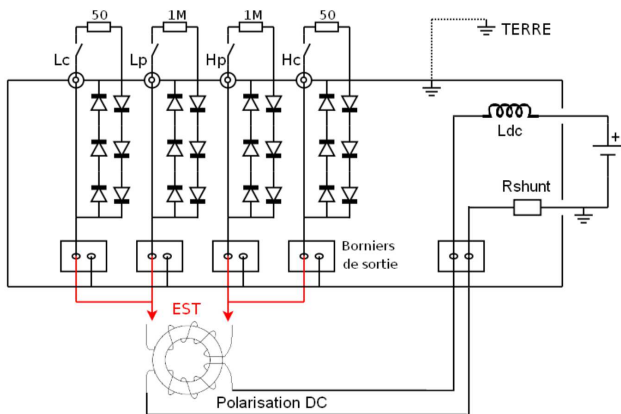 50 1M 1M 50
TERRE
Lc Lp Hp Hc
Ldc
+
Rshunt
Borniers
de sortie
EST
Polarisation DC